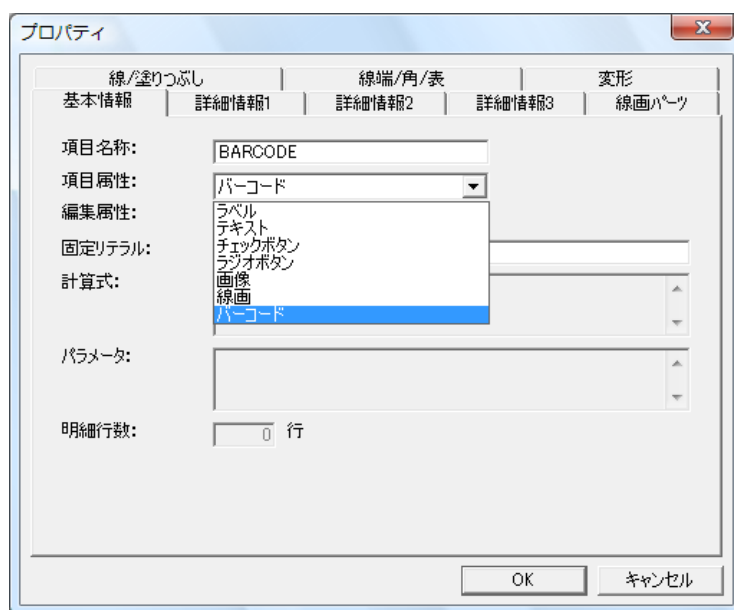 プロパティ
線/塗りつぶし 線端/角/表 変形
基本情報 詳細情報1 詳細情報2 詳細情報3 線画パーツ
項目名称: BARCODE
項目属性: バーコード
編集属性:
ラベル
テキスト
チェックボタン
固定リテラル:
ラジオボタン
計算式:
画像
線画
バーコード
パラメータ:
明細行数: 0 行
OK キャンセル